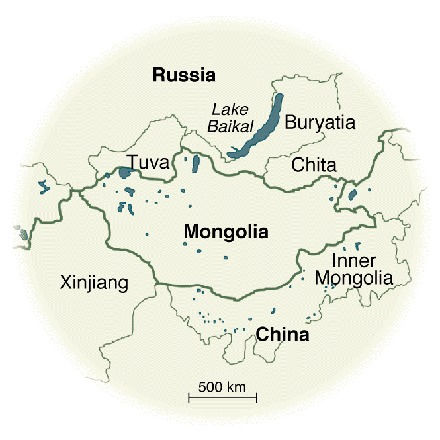 Russia
Lake
Baikal
Buryatia
Tuva
Chita
Mongolia
Xinjiang
Inner
Mongolia
China
500 km